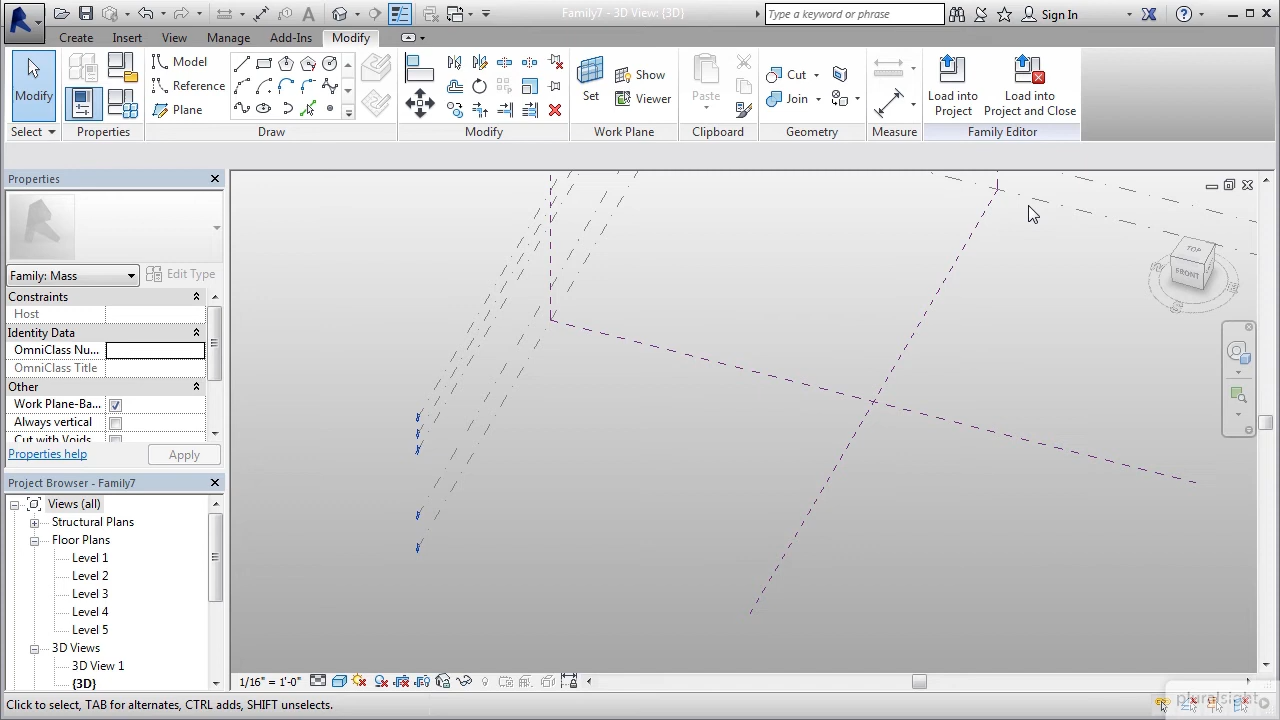 Family7 - 3D View: {3D}
Type a keyword or phrase
Sign In
Create Insert View Manage Add-Ins Modify
Modify
Model
Reference
Plane
Set
Show
Viewer
Paste
Cut
Join
Load into Project
Load into Project and Close
Select Properties Draw Modify Work Plane Clipboard Geometry Measure Family Editor
Properties
Family: Mass
Edit Type
Constraints
Host
Identity Data
OmniClass Nu...
OmniClass Title
Other
Work Plane-Ba...
Always vertical
Cut with Voids
Properties help
Apply
Project Browser - Family7
Views (all)
Structural Plans
Floor Plans
Level 1
Level 2
Level 3
Level 4
Level 5
3D Views
3D View 1
{3D}
TOP
FRONT
1/16" = 1'-0"
Click to select, TAB for alternates, CTRL adds, SHIFT unselects.
pluralsight